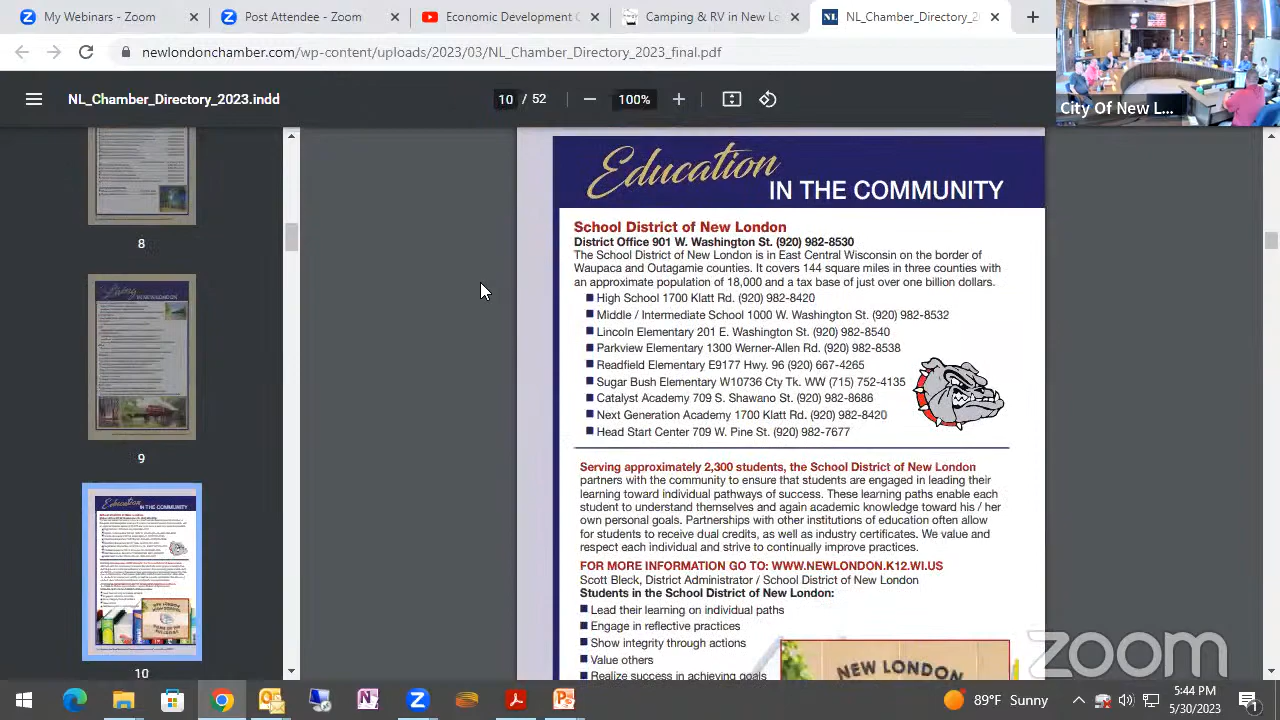 My Webinars - Zoom
Post Attendee - Zoom
Economic Development C
Camping & RV in New Lo
NL_Chamber_Directory_2
NL
newlondonchamber.com/wp-content/uploads/2023/03/NL_Chamber_Directory_2023_final.pdf
NL_Chamber_Directory_2023.indd
10 / 52
100%
City Of New L...
8
9
10
Education
IN THE COMMUNITY
School District of New London
District Office 901 W. Washington St. (920) 982-8530
The School District of New London is in East Central Wisconsin on the border of
Waupaca and Outagamie counties. It covers 144 square miles in three counties with
an approximate population of 18,000 and a tax base of just over one billion dollars.
High School 1700 Klatt Rd. (920) 982-8420
Middle / Intermediate School 1000 W. Washington St. (920) 982-8532
Lincoln Elementary 201 E. Washington St. (920) 982-8540
Parkview Elementary 1300 Werner-Allen Rd. (920) 982-8538
Readfield Elementary E9177 Hwy. 96 (920) 667-4265
Sugar Bush Elementary W10736 Cty Tk. WW (715) 752-4135
Catalyst Academy 709 S. Shawano St. (920) 982-8686
Next Generation Academy 1700 Klatt Rd. (920) 982-8420
Head Start Center 709 W. Pine St. (920) 982-7677
Serving approximately 2,300 students, the School District of New London
partners with the community to ensure that students are engaged in leading their
learning toward individual pathways of success. These learning paths enable each
student to understand themselves and again academic knowledge toward his / her
own personal goals. Partnerships with other institutions of education often allow
for students to receive dual credits, as well as industry certificates. We value and
respect each individual and strive to continually improve practices.
FOR MORE INFORMATION GO TO: WWW.NEWLONDON.K12.WI.US
Scott Bleck, District Administrator / School District of New London
Students in the School District of New London:
Lead their learning on individual paths
Engage in reflective practices
Show integrity through actions
Value others
Realize success in achieving goals
NEW LONDON
zoom
89°F Sunny
5:44 PM
5/30/2023
1